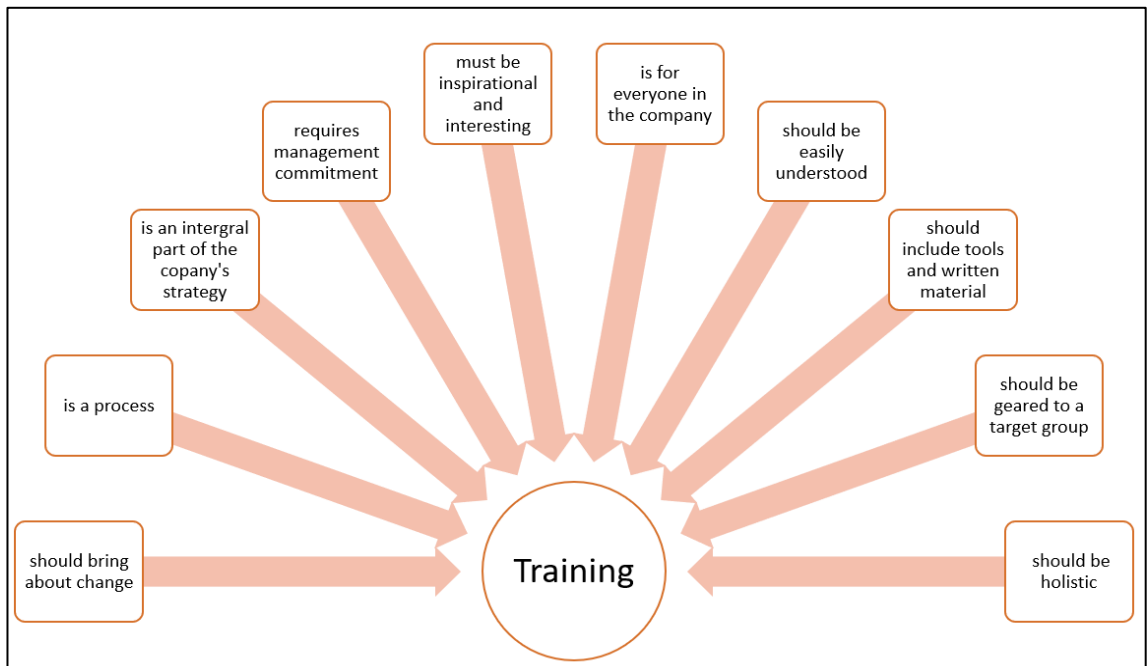 should bring
about change
is a process
is an intergral
part of the
copany's
strategy
requires
management
commitment
must be
inspirational
and
interesting
is for
everyone in
the company
should be
easily
understood
should
include tools
and written
material
should be
geared to a
target group
should be
holistic
Training